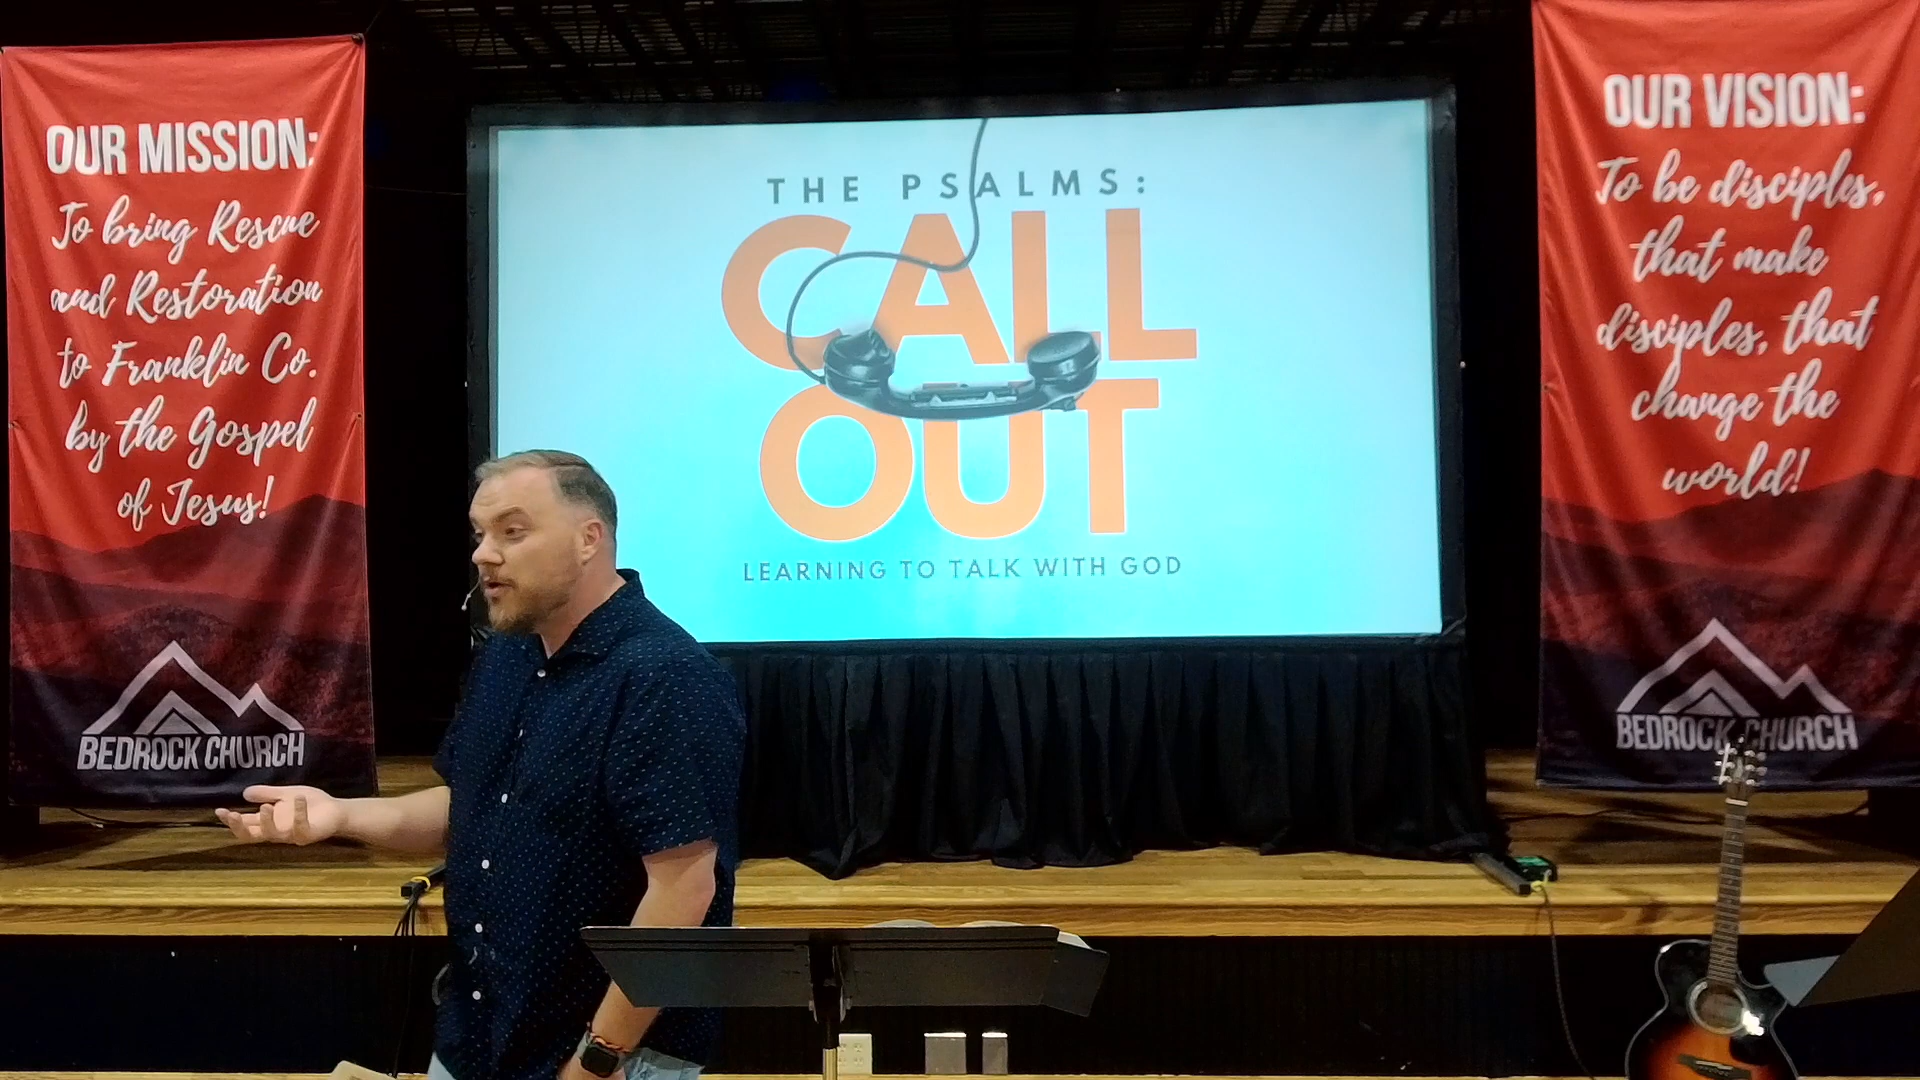 OUR MISSION:
To bring Rescue
and Restoration
to Franklin Co.
by the Gospel
of Jesus!
BEDROCK CHURCH
THE PSALMS:
CALL
OUT
LEARNING TO TALK WITH GOD
OUR VISION:
To be disciples,
that make
disciples, that
change the
world!
BEDROCK CHURCH